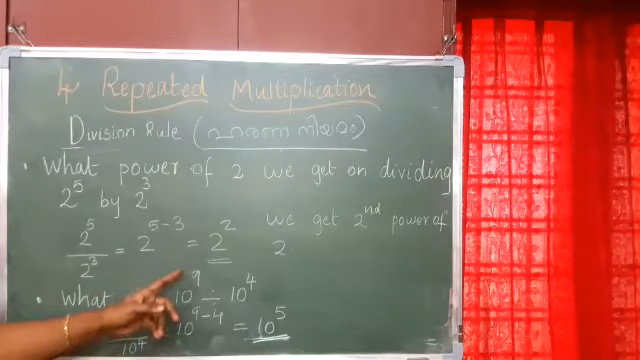 4 Repeated Multiplication
Division Rule (ഹരണ നിയമം)
• What power of 2 we get on dividing
2⁵ by 2³
2⁵/2³ = 2⁵⁻³ = 2² We get 2ⁿᵈ power of
2
• What 10⁹ ÷ 10⁴
10⁴ 10⁹⁻⁴ = 10⁵